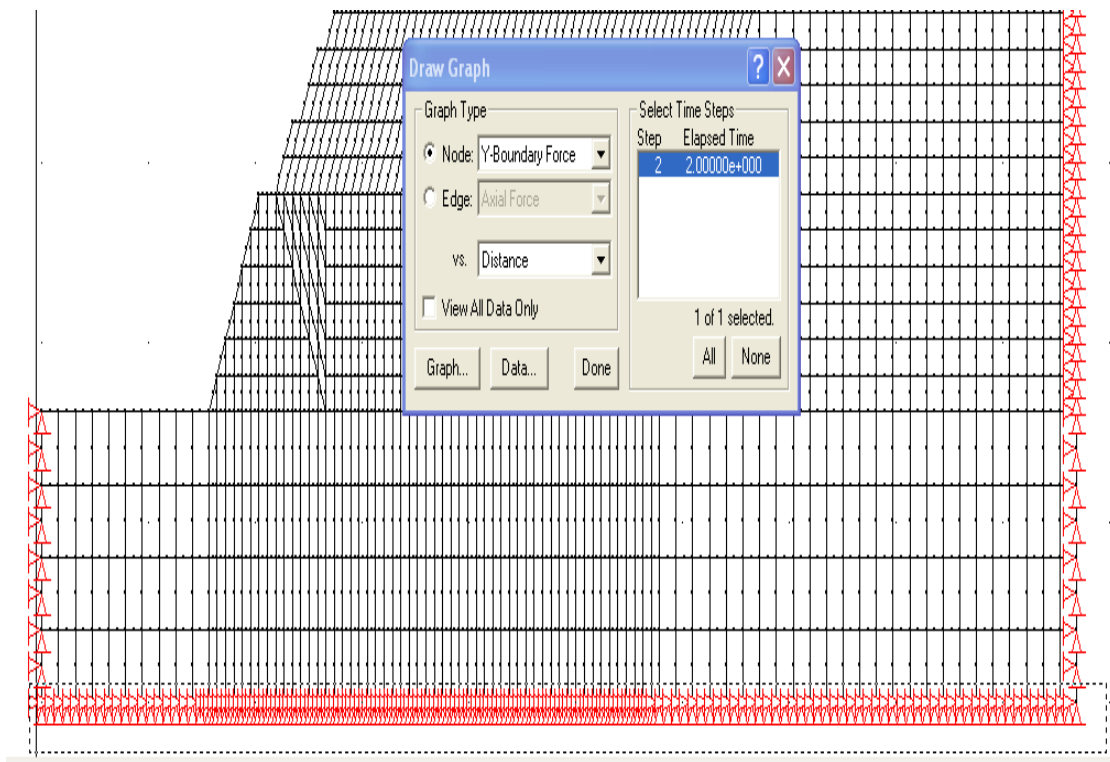 Draw Graph
Graph Type
Node: Y-Boundary Force
Edge: Axial Force
vs. Distance
View All Data Only
Graph... Data... Done
Select Time Steps
Step Elapsed Time
2 2.00000e+000
1 of 1 selected.
All None